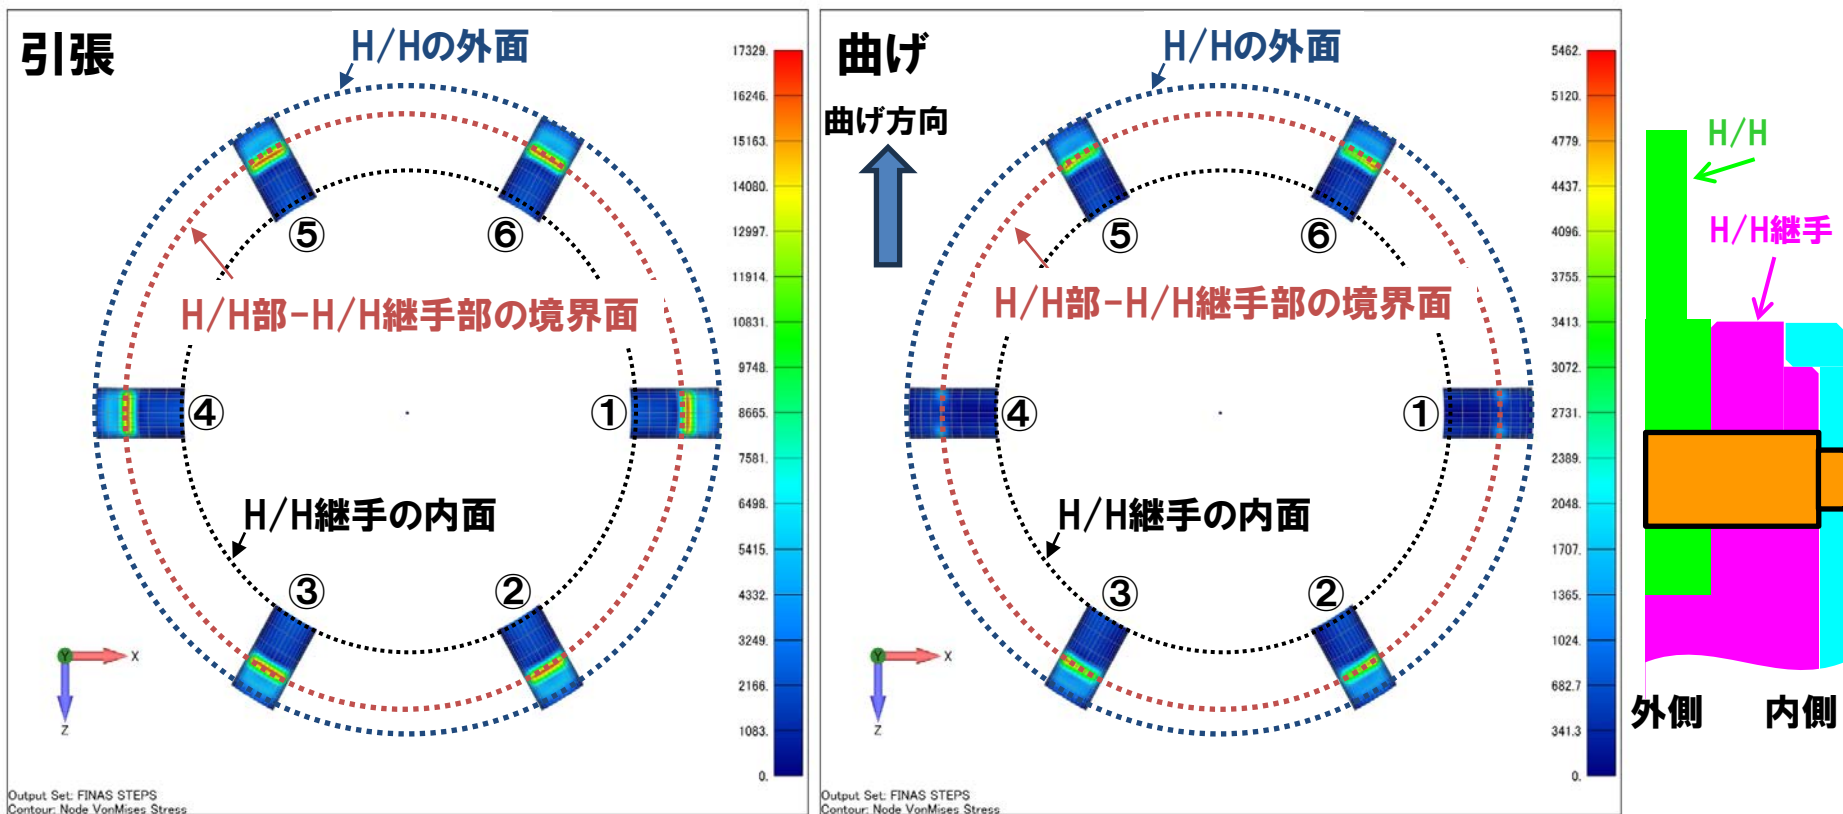 引張
H/Hの外面
17329.
16246.
15163.
14080.
12997.
11914.
10831.
9748.
8665.
7581.
6498.
5415.
4332.
3249.
2166.
1083.
0.
⑤
⑥
H/H部-H/H継手部の境界面
④
①
H/H継手の内面
③
②
Y
X
Z
Output Set: FINAS STEPS
Contour: Node VonMises Stress
曲げ
H/Hの外面
曲げ方向
5462.
5120.
4779.
4437.
4096.
3755.
3413.
3072.
2731.
2389.
2048.
1707.
1365.
1024.
682.7
341.3
0.
⑤
⑥
H/H部-H/H継手部の境界面
④
①
H/H継手の内面
③
②
Y
X
Z
Output Set: FINAS STEPS
Contour: Node VonMises Stress
H/H
H/H継手
外側
内側